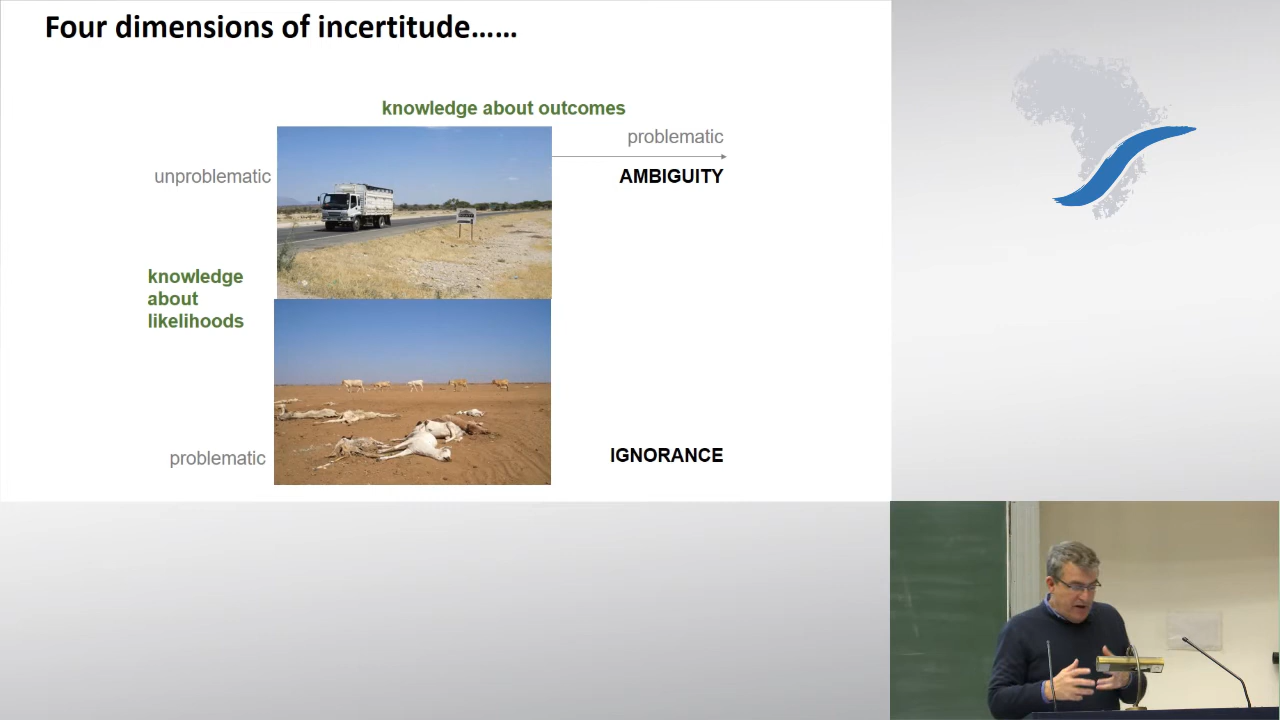 Four dimensions of incertitude......
knowledge about outcomes
problematic
unproblematic
AMBIGUITY
knowledge
about
likelihoods
problematic
IGNORANCE